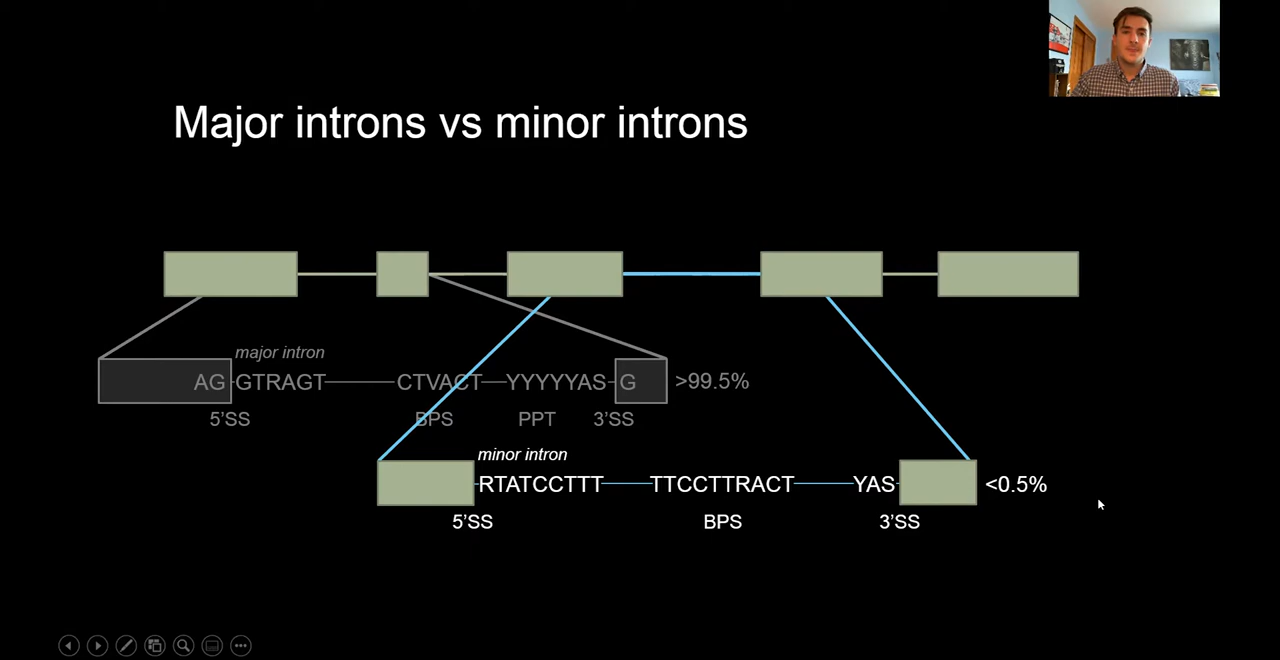 Major introns vs minor introns
major intron
AG GTRAGT CTVACT YYYYYAS G >99.5%
5'SS BPS PPT 3'SS
minor intron
RTATCCTTT TTCCTTRACT YAS <0.5%
5'SS BPS 3'SS